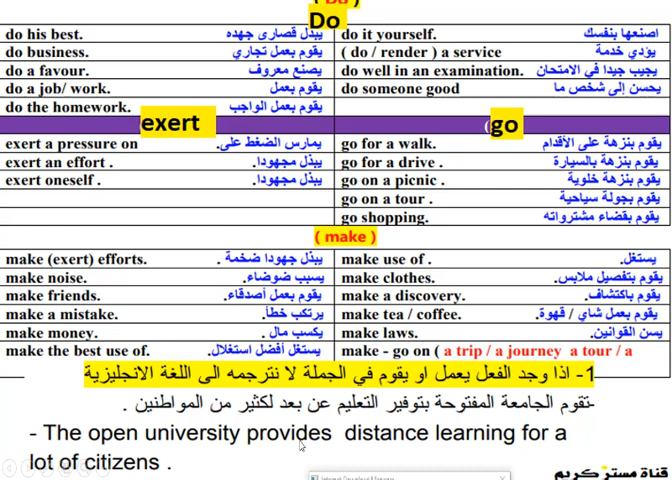 ( Do )
Do
do his best. يبذل قصارى جهده
do it yourself. اصنعها بنفسك
do business. يقوم بعمل تجاري
( do / render ) a service يؤدي خدمة
do a favour. يصنع معروف
do well in an examination. يجيب جيدا في الامتحان
do a job/ work. يقوم بعمل
do someone good يحسن إلى شخص ما
do the homework. يقوم بعمل الواجب
exert
go
exert a pressure on يمارس الضغط على.
go for a walk. يقوم بنزهة على الأقدام
exert an effort . يبذل مجهودا.
go for a drive . يقوم بنزهة بالسيارة
exert oneself . يبذل مجهودا.
go on a picnic . يقوم بنزهة خلوية
go on a tour . يقوم بجولة سياحية
go shopping. يقوم بقضاء مشترواته
( make )
make (exert) efforts. يبذل جهودا ضخمة .
make use of. يستغل.
make noise. يسبب ضوضاء.
make clothes. يقوم بتفصيل ملابس.
make friends. يقوم بعمل أصدقاء.
make a discovery. يقوم باكتشاف.
make a mistake. يرتكب خطأ.
make tea / coffee. يقوم بعمل شاي / قهوة.
make money. يكسب مال.
make laws. يسن القوانين.
make the best use of. يستغل أفضل استغلال.
make - go on ( a trip / a journey a tour / a
1- اذا وجد الفعل يعمل او يقوم في الجملة لا نترجمه الى اللغة الانجليزية
-تقوم الجامعة المفتوحة بتوفير التعليم عن بعد لكثير من المواطنين .
- The open university provides distance learning for a
lot of citizens .
قناة مستر كريم